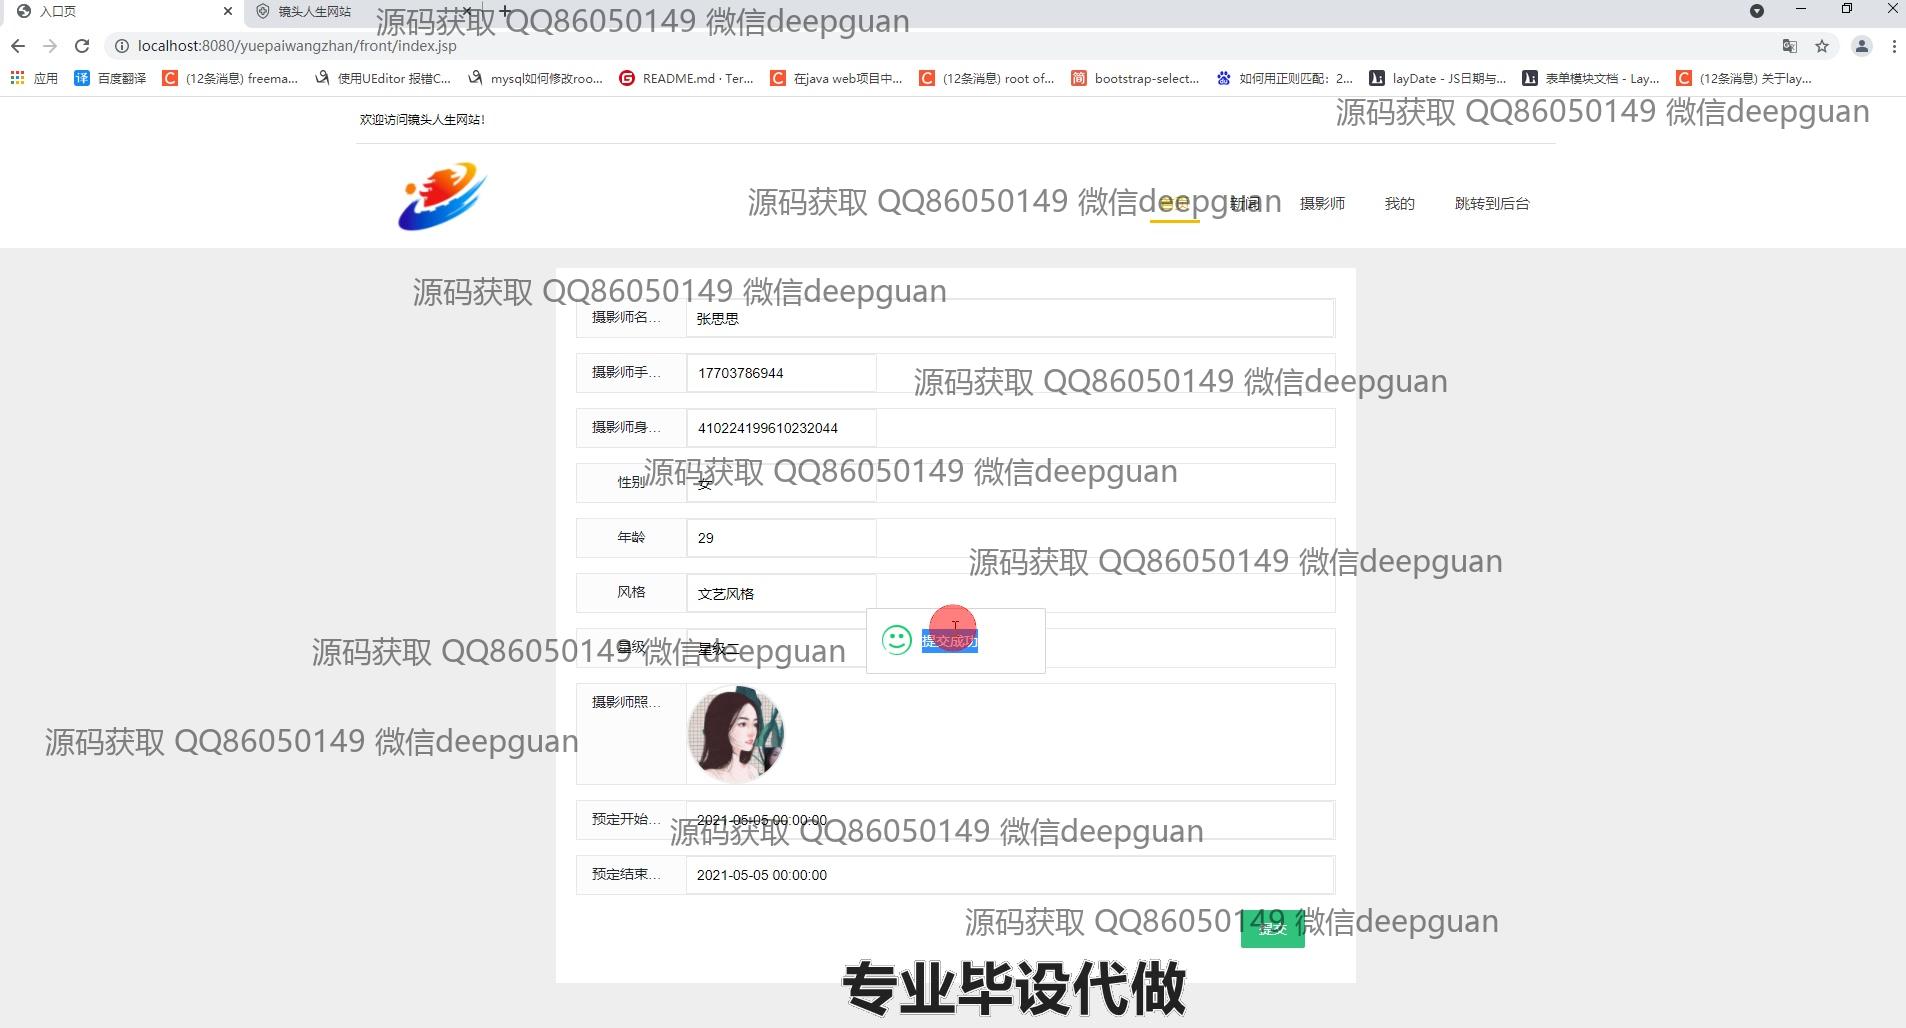 入口页
镜头人生网站
源码获取 QQ86050149 微信deepguan
localhost:8080/yuepaiwangzhan/front/index.jsp
应用
百度翻译
(12条消息) freema...
使用UEditor 报错C...
mysql如何修改roo...
README.md · Ter...
在java web项目中...
(12条消息) root of...
bootstrap-select...
如何用正则匹配：2...
layDate - JS日期与...
表单模块文档 - Lay...
(12条消息) 关于lay...
源码获取 QQ86050149 微信deepguan
欢迎访问镜头人生网站!
源码获取 QQ86050149 微信deepguan
新闻
摄影师
我的
跳转到后台
源码获取 QQ86050149 微信deepguan
摄影师名...
张思思
摄影师手...
17703786944
源码获取 QQ86050149 微信deepguan
摄影师身...
410224199610232044
源码获取 QQ86050149 微信deepguan
性别
女
年龄
29
源码获取 QQ86050149 微信deepguan
风格
文艺风格
提交成功
源码获取 QQ86050149 微信deepguan
星级
星级二
摄影师照...
源码获取 QQ86050149 微信deepguan
预定开始...
2021-05-05 00:00:00
源码获取 QQ86050149 微信deepguan
预定结束...
2021-05-05 00:00:00
源码获取 QQ86050149 微信deepguan
提交
专业毕设代做